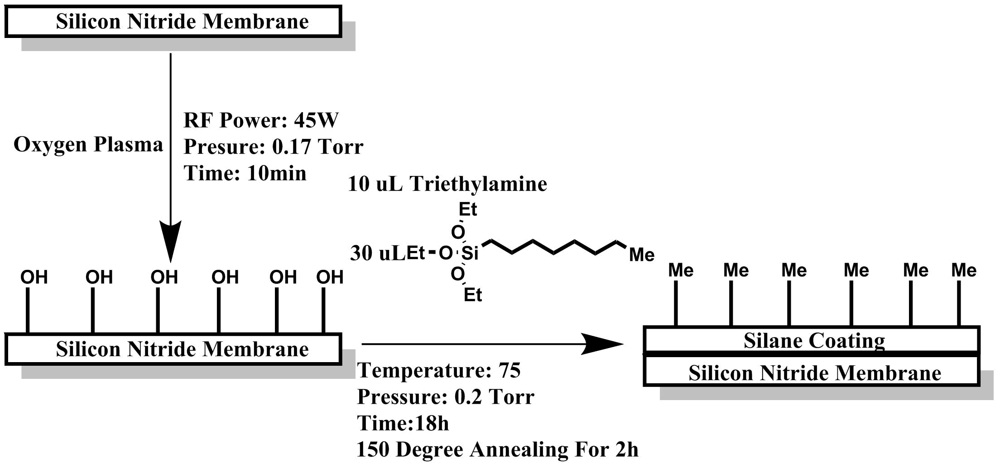 Silicon Nitride Membrane
Oxygen Plasma
RF Power: 45W
Presure: 0.17 Torr
Time: 10min
OH OH OH OH OH OH
Silicon Nitride Membrane
10 uL Triethylamine
Et
O
30 uLEt-O Si
Me
O
Et
Temperature: 75
Pressure: 0.2 Torr
Time:18h
150 Degree Annealing For 2h
Me Me Me Me Me Me
Silane Coating
Silicon Nitride Membrane